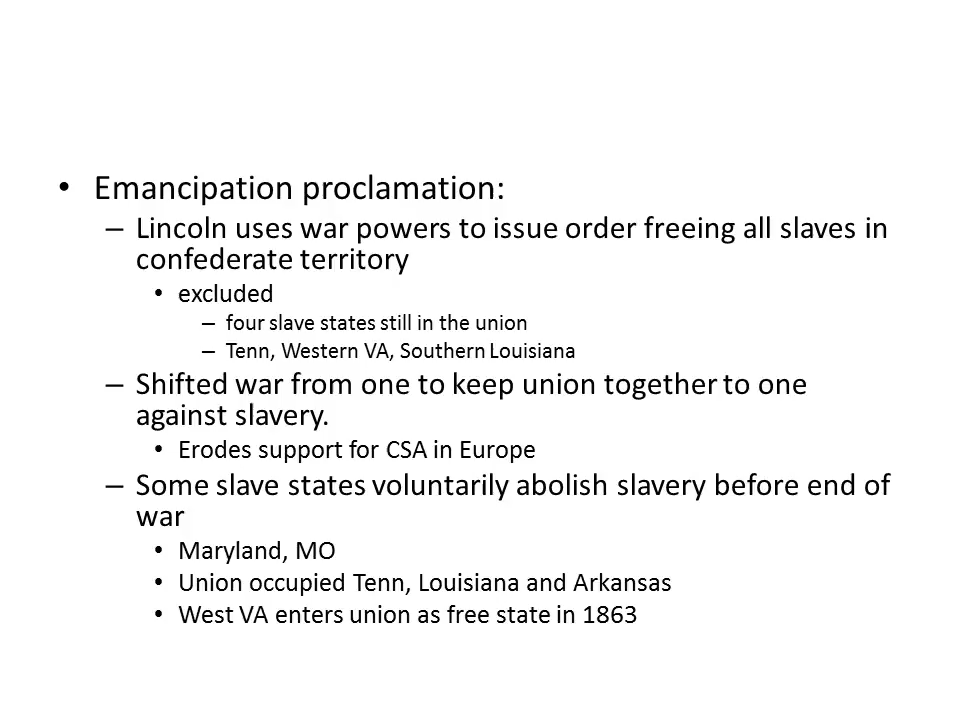 • Emancipation proclamation:
– Lincoln uses war powers to issue order freeing all slaves in
confederate territory
• excluded
– four slave states still in the union
– Tenn, Western VA, Southern Louisiana
– Shifted war from one to keep union together to one
against slavery.
• Erodes support for CSA in Europe
– Some slave states voluntarily abolish slavery before end of
war
• Maryland, MO
• Union occupied Tenn, Louisiana and Arkansas
• West VA enters union as free state in 1863